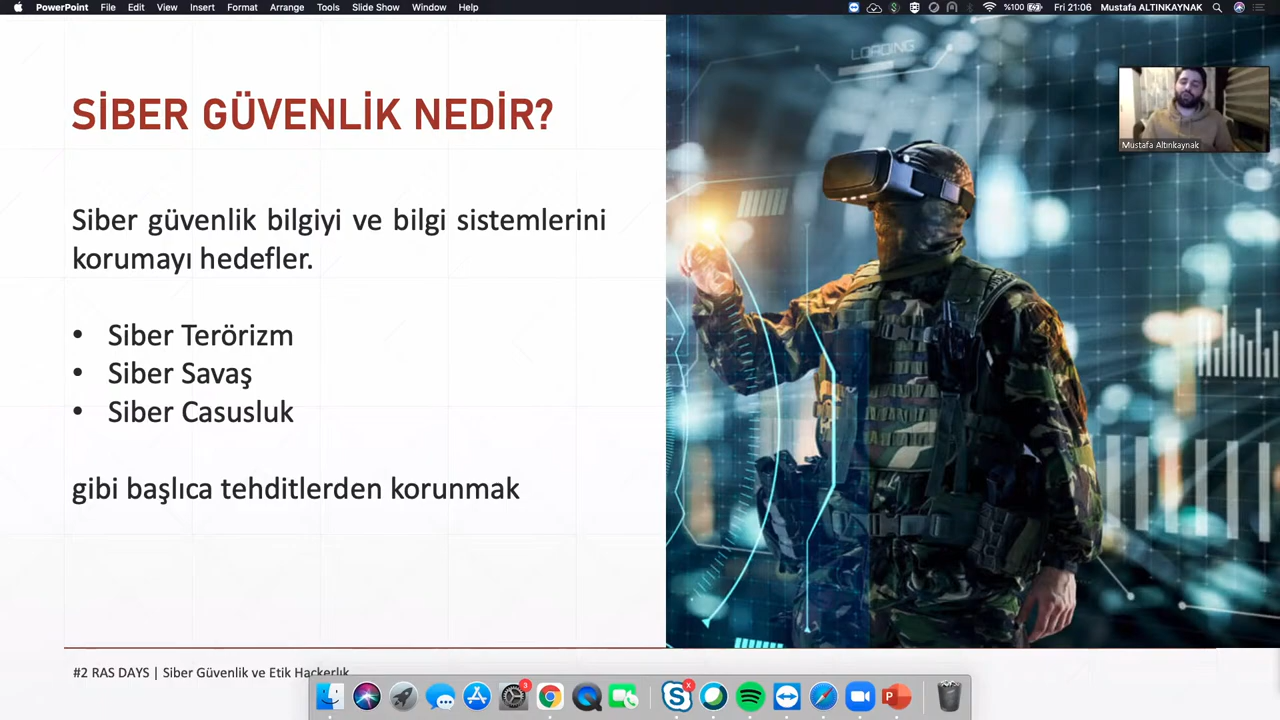 PowerPoint File Edit View Insert Format Arrange Tools Slide Show Window Help %100 Fri 21:06 Mustafa ALTINKAYNAK
LOADING
Mustafa Altınkaynak
SİBER GÜVENLİK NEDİR?
Siber güvenlik bilgiyi ve bilgi sistemlerini
korumayı hedefler.
• Siber Terörizm
• Siber Savaş
• Siber Casusluk
gibi başlıca tehditlerden korunmak
#2 RAS DAYS | Siber Güvenlik ve Etik Hackerlık
3